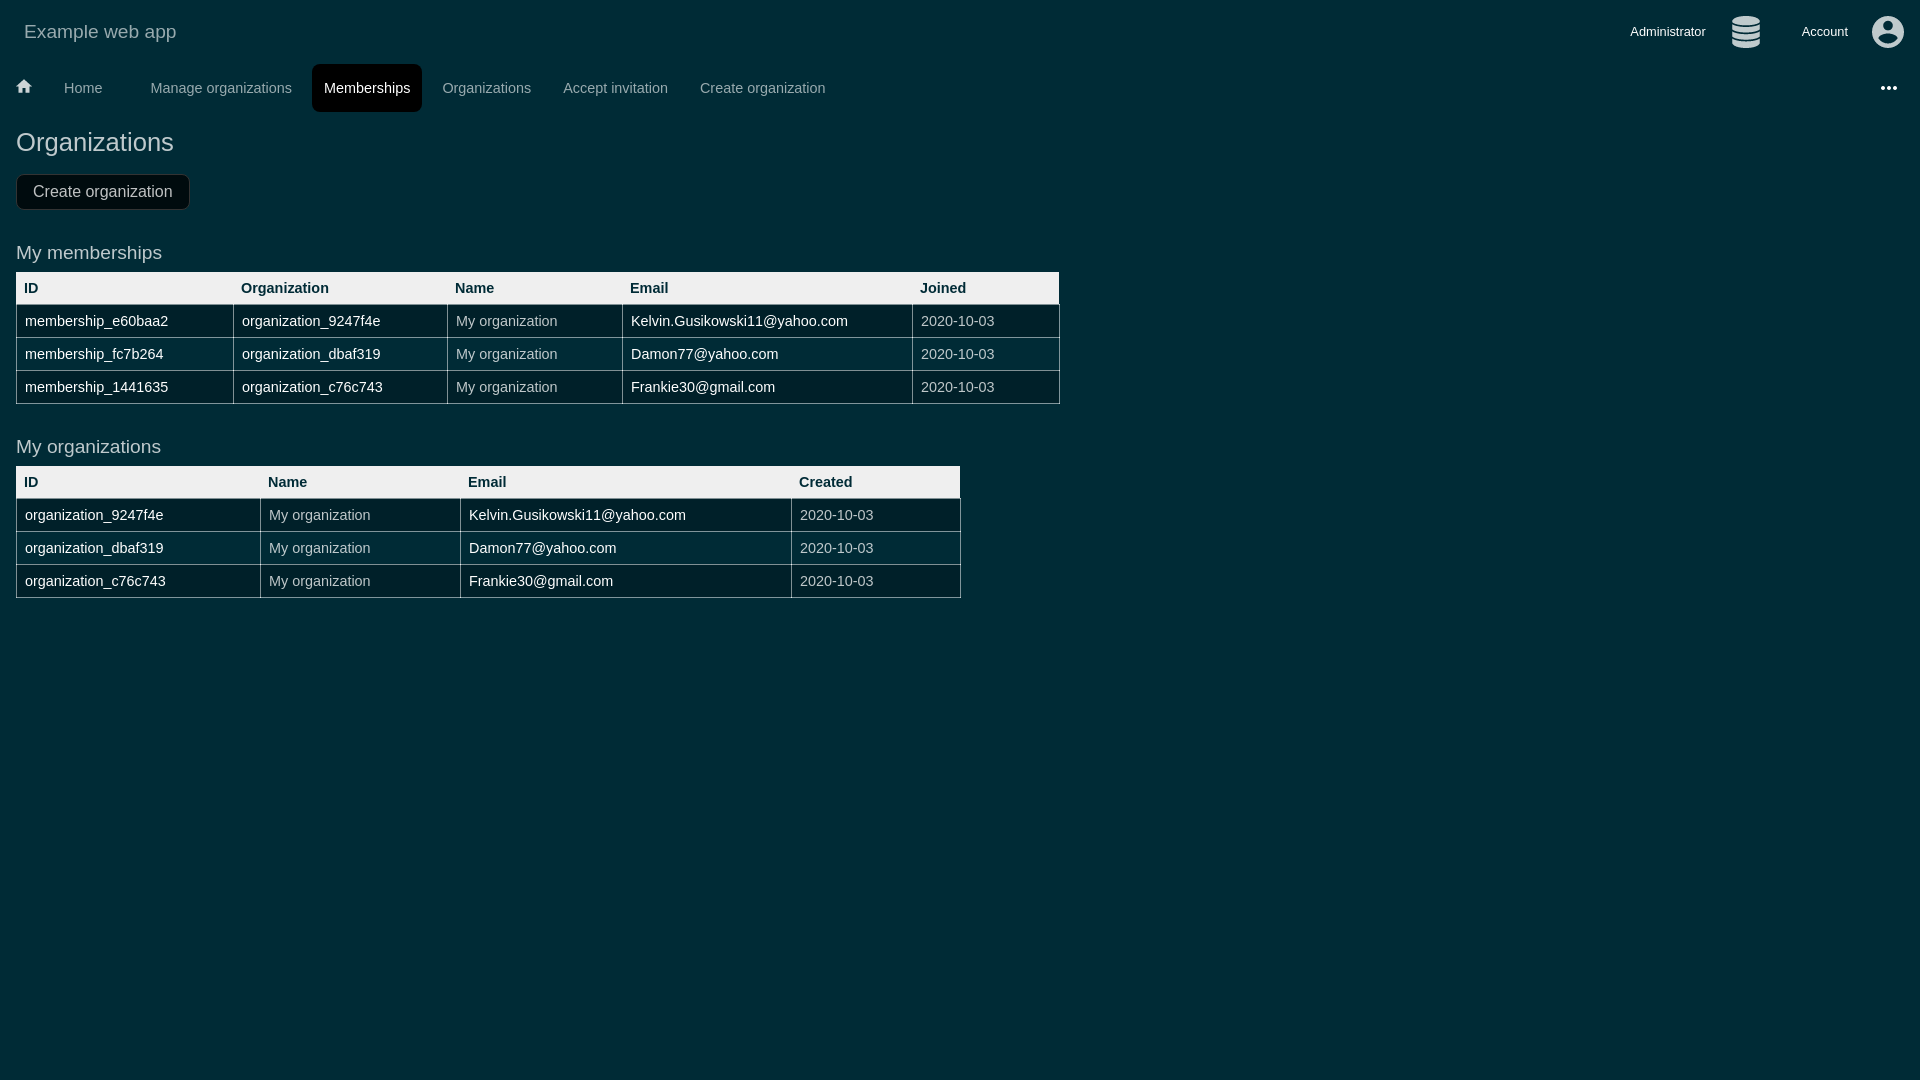 Example web app
Administrator Account
Home Manage organizations Memberships Organizations Accept invitation Create organization
Organizations
Create organization
My memberships
ID Organization Name Email Joined
membership_e60baa2 organization_9247f4e My organization Kelvin.Gusikowski11@yahoo.com 2020-10-03
membership_fc7b264 organization_dbaf319 My organization Damon77@yahoo.com 2020-10-03
membership_1441635 organization_c76c743 My organization Frankie30@gmail.com 2020-10-03
My organizations
ID Name Email Created
organization_9247f4e My organization Kelvin.Gusikowski11@yahoo.com 2020-10-03
organization_dbaf319 My organization Damon77@yahoo.com 2020-10-03
organization_c76c743 My organization Frankie30@gmail.com 2020-10-03